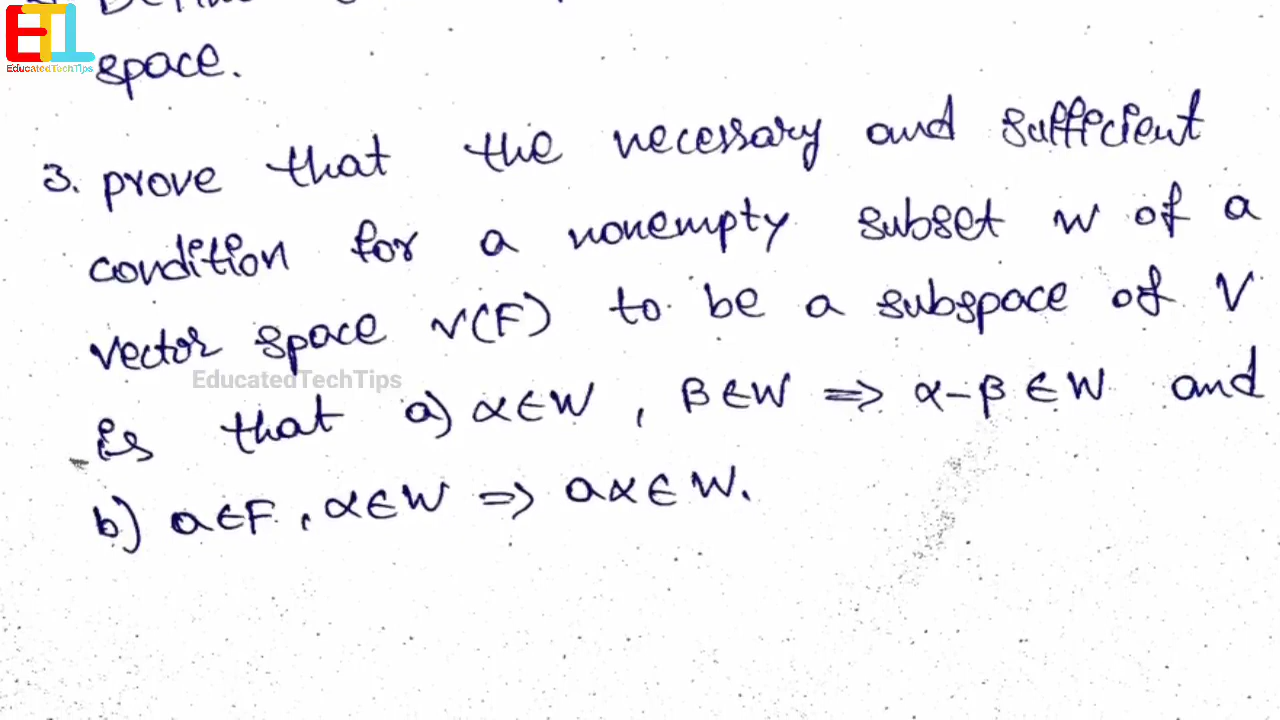 ETT
EducatedTechTips
space.
3. prove that the necessary and sufficient
condition for a nonempty subset W of a
vector space V(F) to be a subspace of V
EducatedTechTips
is that a) α∈W, β∈W => α-β∈W and
b) a∈F, α∈W => aα∈W.